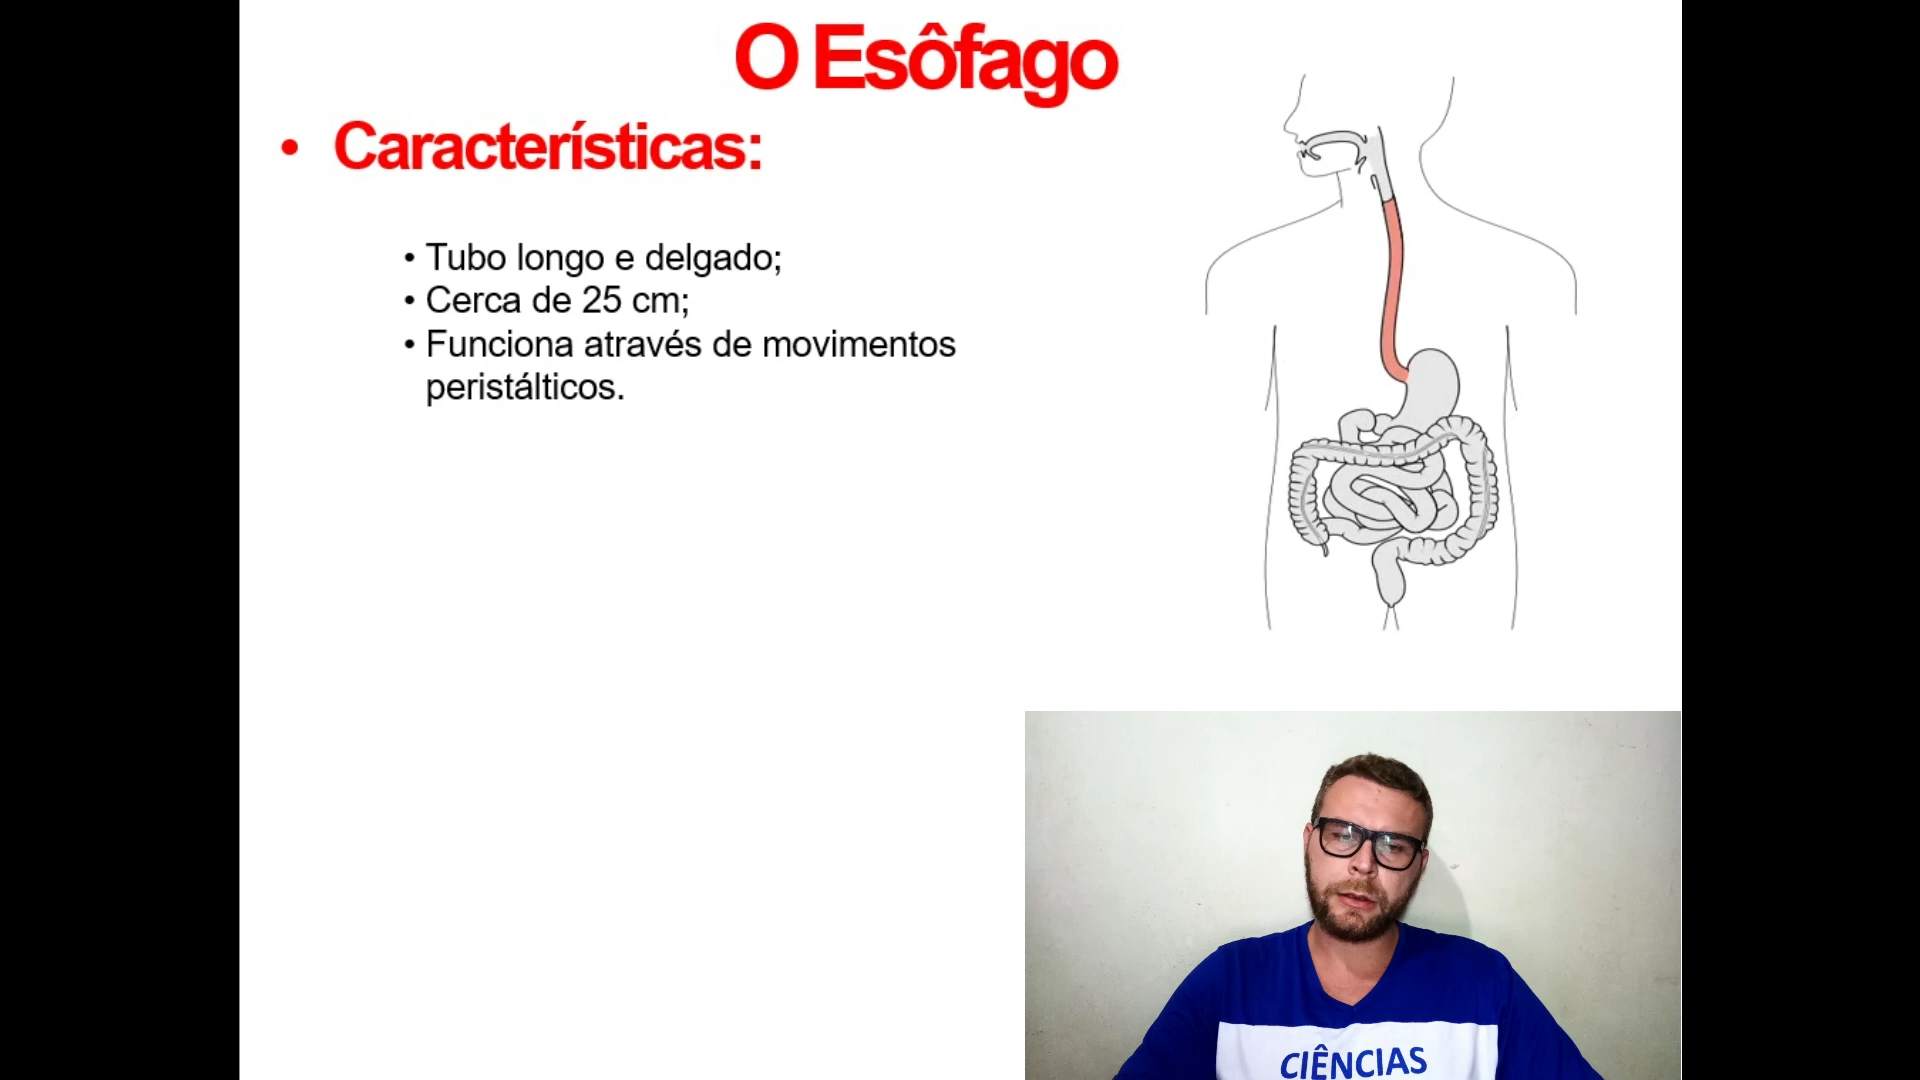 O Esôfago
• Características:
• Tubo longo e delgado;
• Cerca de 25 cm;
• Funciona através de movimentos
peristálticos.
CIÊNCIAS